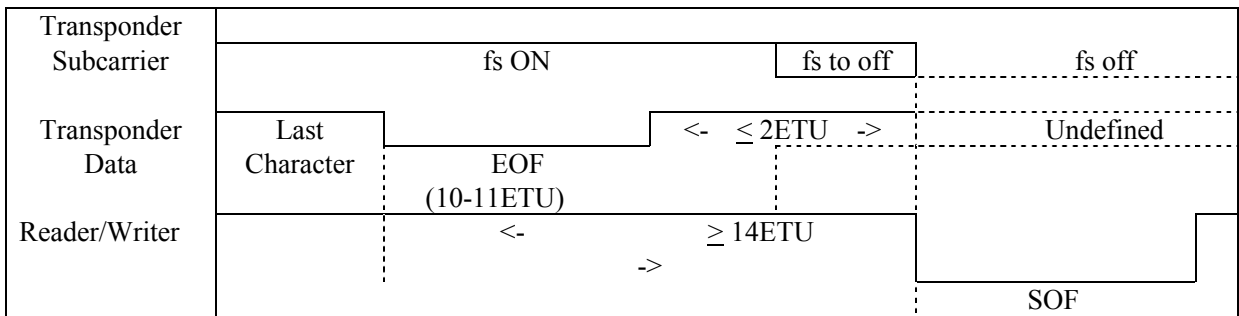 Transponder
Subcarrier fs ON fs to off fs off
Transponder Last <- ≤ 2ETU -> Undefined
Data Character EOF
(10-11ETU)
Reader/Writer <- ≥ 14ETU
->
SOF